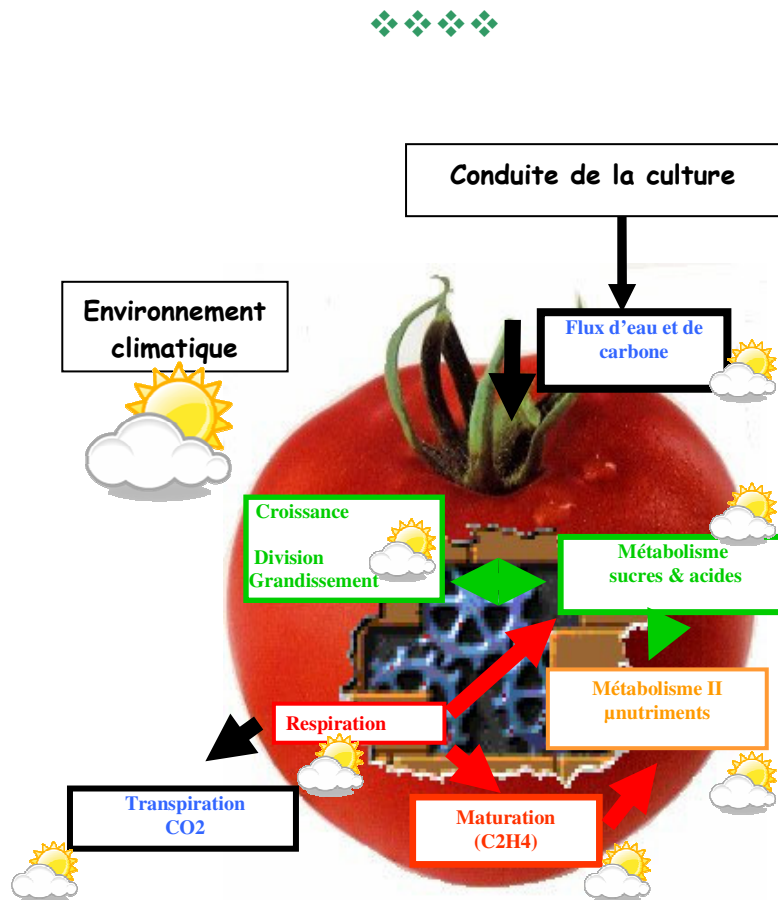 Conduite de la culture
Environnement
climatique
Flux d'eau et de
carbone
Croissance
Division
Grandissement
Métabolisme
sucres & acides
Métabolisme II
µnutriments
Respiration
Transpiration
CO2
Maturation
(C2H4)